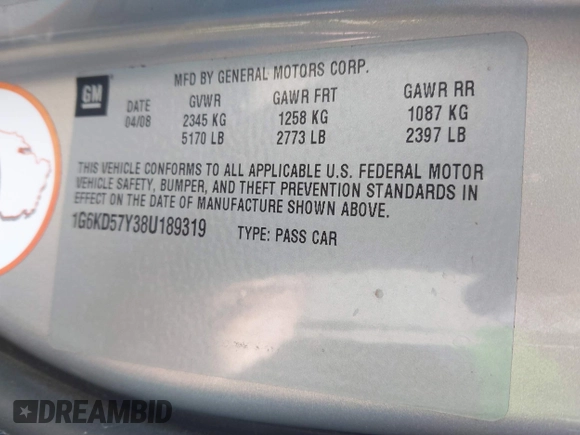 MFD BY GENERAL MOTORS CORP.
GM
DATE GVWR GAWR FRT GAWR RR
04/08 2345 KG 1258 KG 1087 KG
5170 LB 2773 LB 2397 LB
THIS VEHICLE CONFORMS TO ALL APPLICABLE U.S. FEDERAL MOTOR
VEHICLE SAFETY, BUMPER, AND THEFT PREVENTION STANDARDS IN
EFFECT ON THE DATE OF MANUFACTURE SHOWN ABOVE.
1G6KD57Y38U189319 TYPE: PASS CAR
DREAMBID